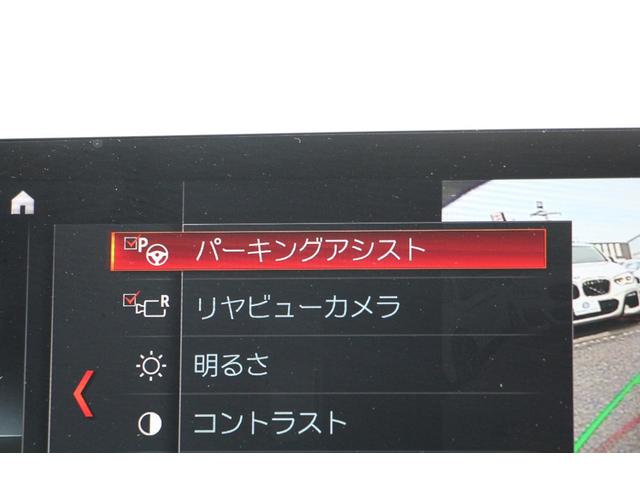 P
パーキングアシスト
R
リヤビューカメラ
明るさ
コントラスト